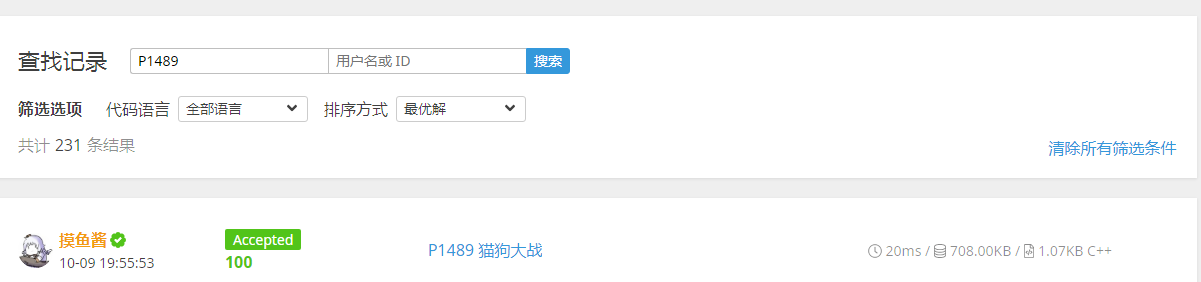 查找记录 P1489 用户名或 ID 搜索
筛选选项 代码语言 全部语言 排序方式 最优解
共计 231 条结果 清除所有筛选条件
摸鱼酱 Accepted P1489 猫狗大战 20ms / 708.00KB / 1.07KB C++
10-09 19:55:53 100